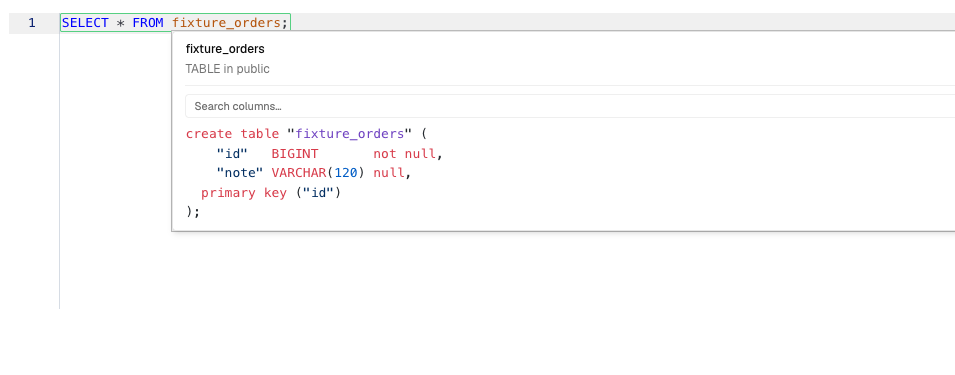 1 SELECT * FROM fixture_orders;
fixture_orders
TABLE in public
Search columns…
create table "fixture_orders" (
    "id"   BIGINT       not null,
    "note" VARCHAR(120) null,
  primary key ("id")
);